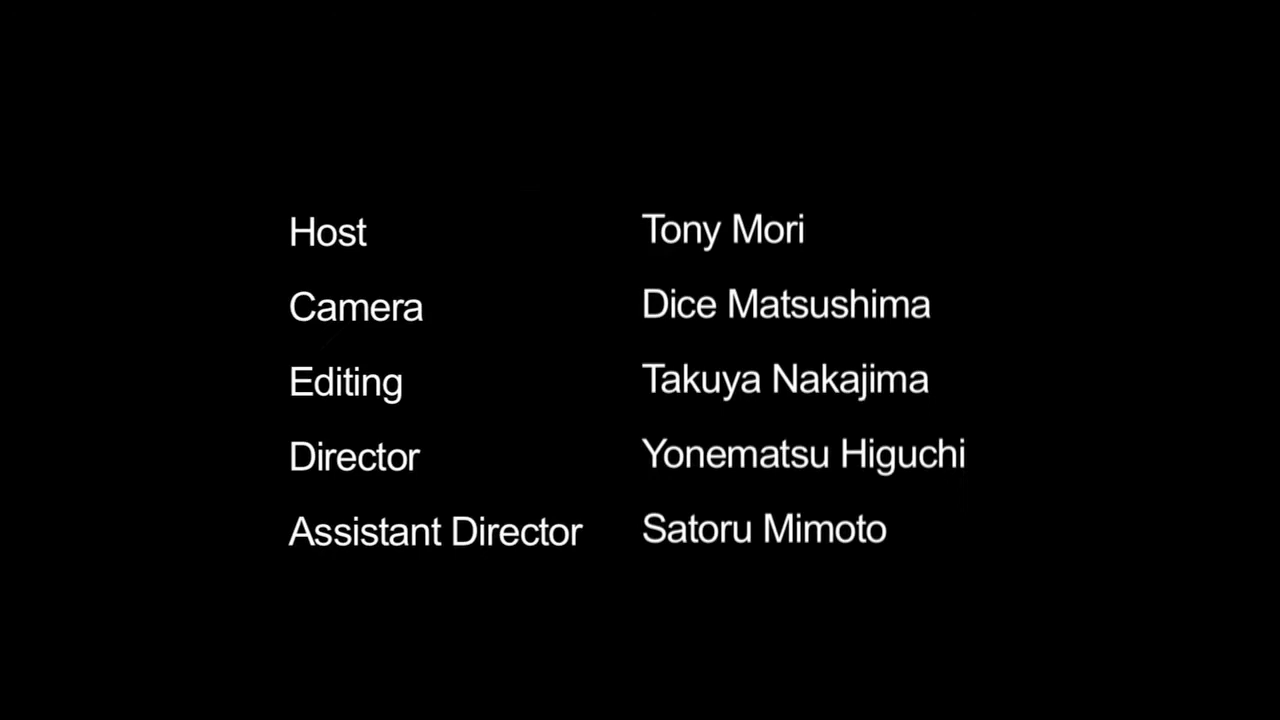 Host Tony Mori
Camera Dice Matsushima
Editing Takuya Nakajima
Director Yonematsu Higuchi
Assistant Director Satoru Mimoto